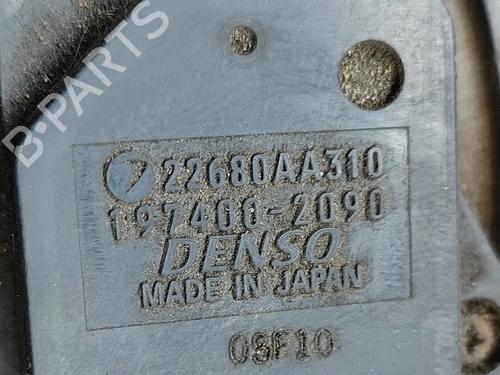 B-PARTS
22680AA310
197400-2090
DENSO
MADE IN JAPAN
08F10